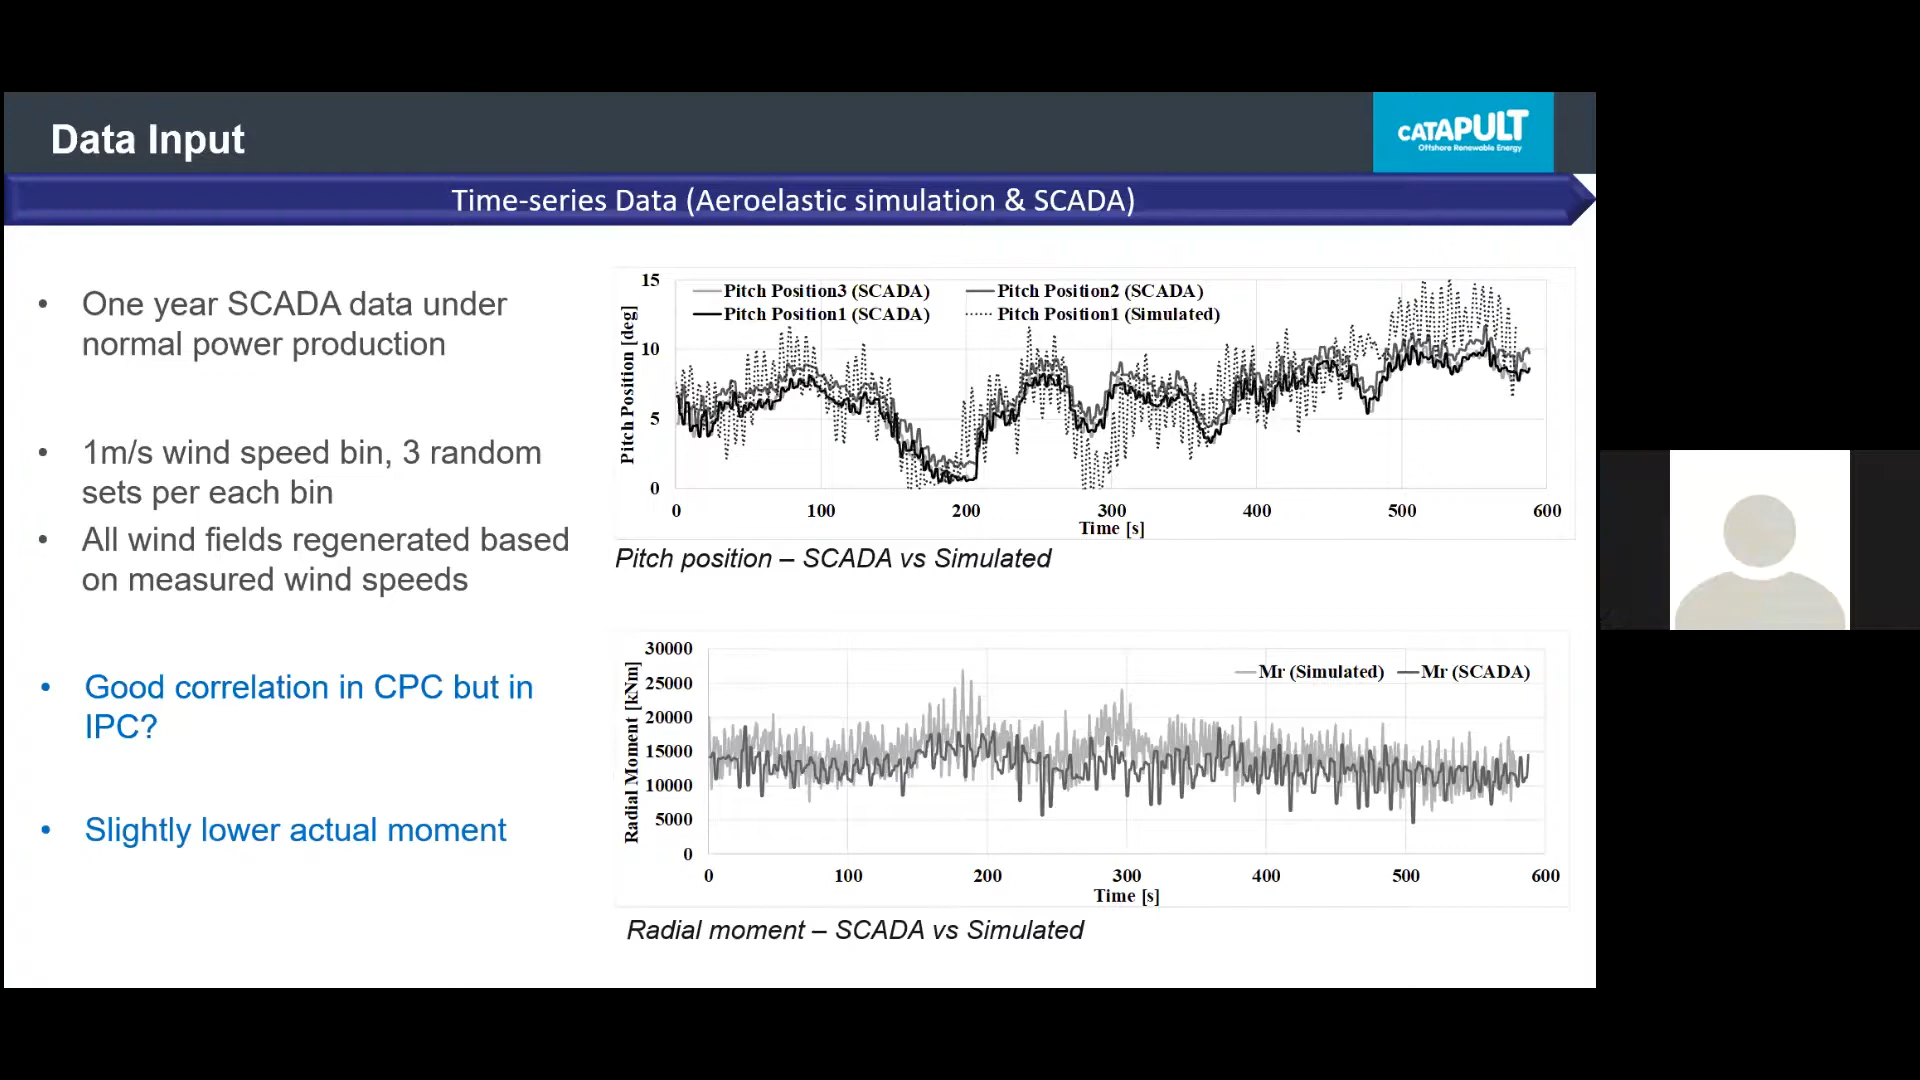 Data Input
CATAPULT
Offshore Renewable Energy
Time-series Data (Aeroelastic simulation & SCADA)
• One year SCADA data under
normal power production
• 1m/s wind speed bin, 3 random
sets per each bin
• All wind fields regenerated based
on measured wind speeds
• Good correlation in CPC but in
IPC?
• Slightly lower actual moment
Pitch Position [deg]
15
10
5
0
Pitch Position3 (SCADA)
Pitch Position2 (SCADA)
Pitch Position1 (SCADA)
Pitch Position1 (Simulated)
0 100 200 300 400 500 600
Time [s]
Pitch position – SCADA vs Simulated
Radial Moment [kNm]
30000
25000
20000
15000
10000
5000
0
Mr (Simulated) Mr (SCADA)
0 100 200 300 400 500 600
Time [s]
Radial moment – SCADA vs Simulated